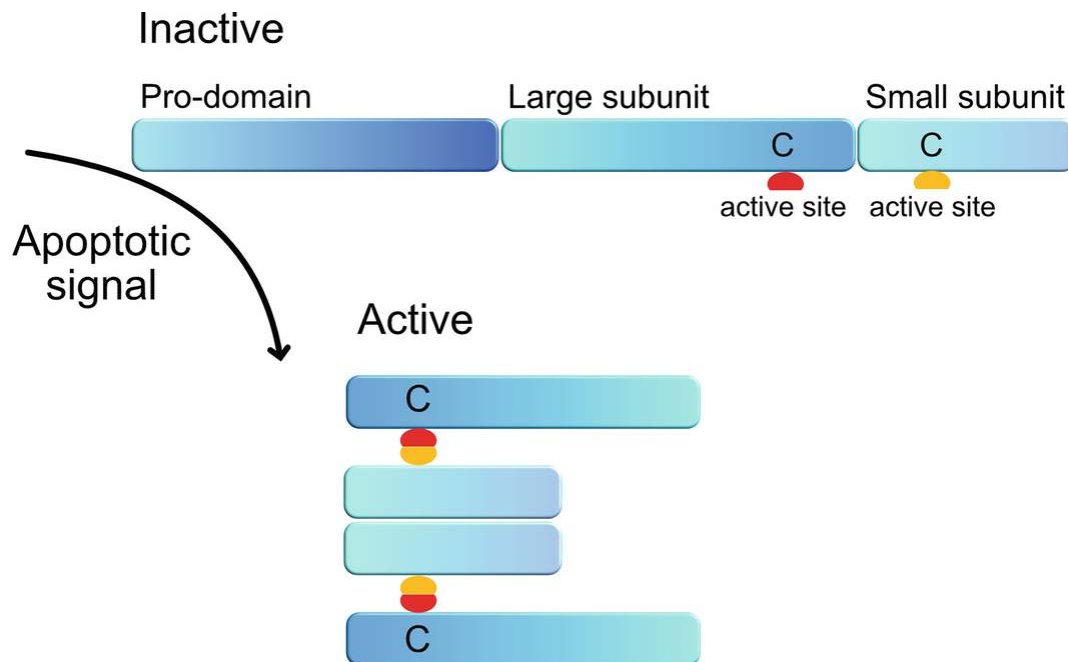 Inactive
Pro-domain Large subunit Small subunit
C C
active site active site
Apoptotic
signal
Active
C
C